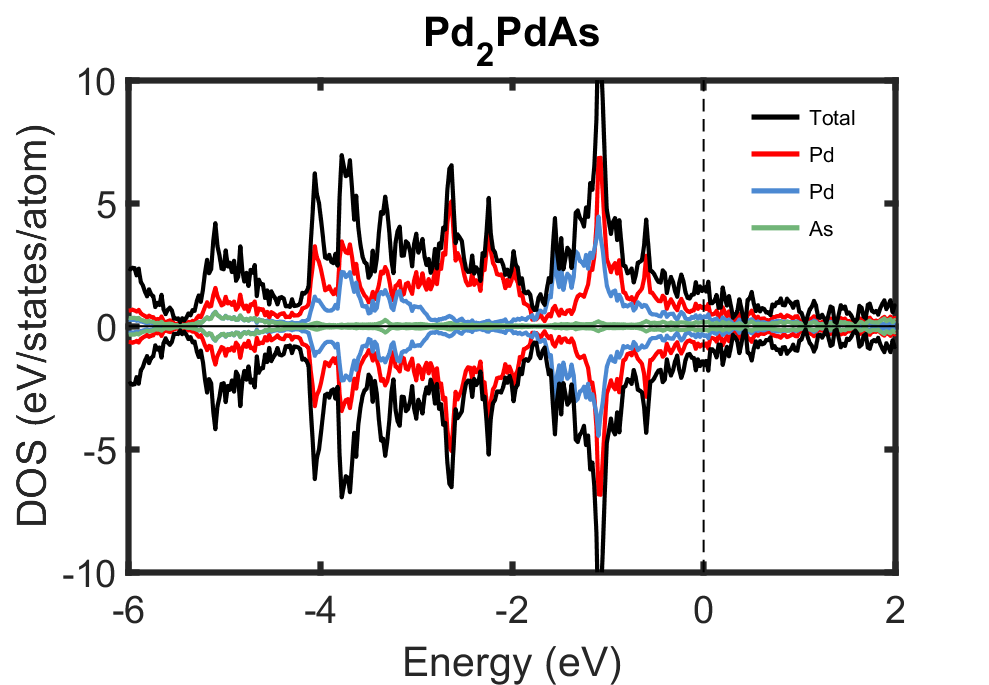 Pd₂PdAs
DOS (eV/states/atom)
10
5
0
-5
-10
Total
Pd
Pd
As
-6 -4 -2 0 2
Energy (eV)